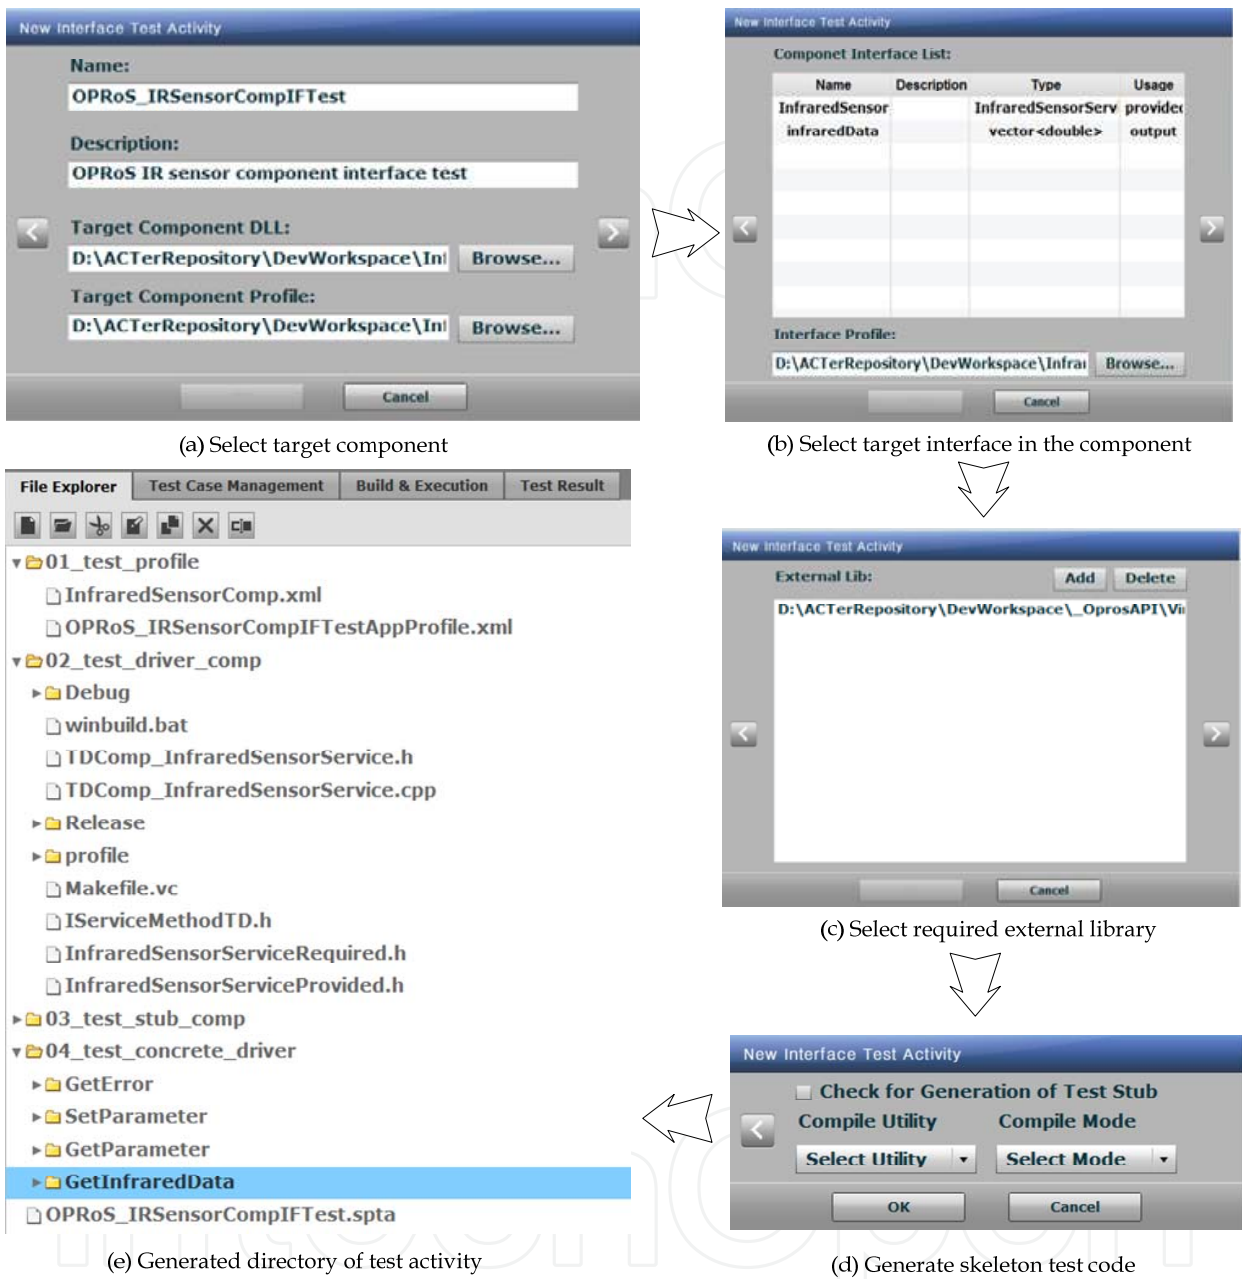 New Interface Test Activity
Name:
OPRoS_IRSensorCompIFTest
Description:
OPRoS IR sensor component interface test
Target Component DLL:
D:\ACTerRepository\DevWorkspace\Inf
Browse...
Target Component Profile:
D:\ACTerRepository\DevWorkspace\Inf
Browse...
Cancel
(a) Select target component
New Interface Test Activity
Componet Interface List:
Name Description Type Usage
InfraredSensor InfraredSensorServ provided
infraredData vector<double> output
Interface Profile:
D:\ACTerRepository\DevWorkspace\Infrar
Browse...
Cancel
(b) Select target interface in the component
New Interface Test Activity
External Lib:
Add Delete
D:\ACTerRepository\DevWorkspace\_OprosAPI\Vir
Cancel
(c) Select required external library
New Interface Test Activity
Check for Generation of Test Stub
Compile Utility Compile Mode
Select Utility Select Mode
OK Cancel
(d) Generate skeleton test code
File Explorer Test Case Management Build & Execution Test Result
01_test_profile
InfraredSensorComp.xml
OPRoS_IRSensorCompIFTestAppProfile.xml
02_test_driver_comp
Debug
winbuild.bat
TDComp_InfraredSensorService.h
TDComp_InfraredSensorService.cpp
Release
profile
Makefile.vc
IServiceMethodTD.h
InfraredSensorServiceRequired.h
InfraredSensorServiceProvided.h
03_test_stub_comp
04_test_concrete_driver
GetError
SetParameter
GetParameter
GetInfraredData
OPRoS_IRSensorCompIFTest.spta
(e) Generated directory of test activity